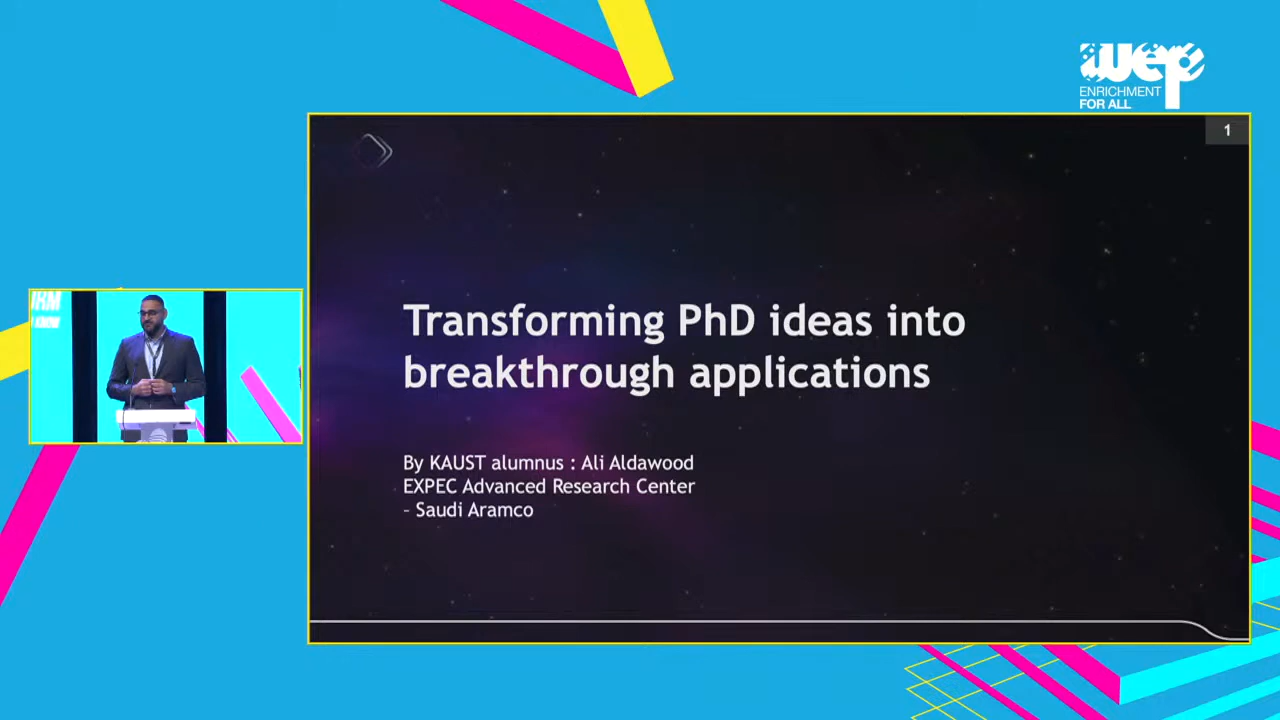 wep
ENRICHMENT
FOR ALL
1
Transforming PhD ideas into
breakthrough applications
By KAUST alumnus : Ali Aldawood
EXPEC Advanced Research Center
- Saudi Aramco